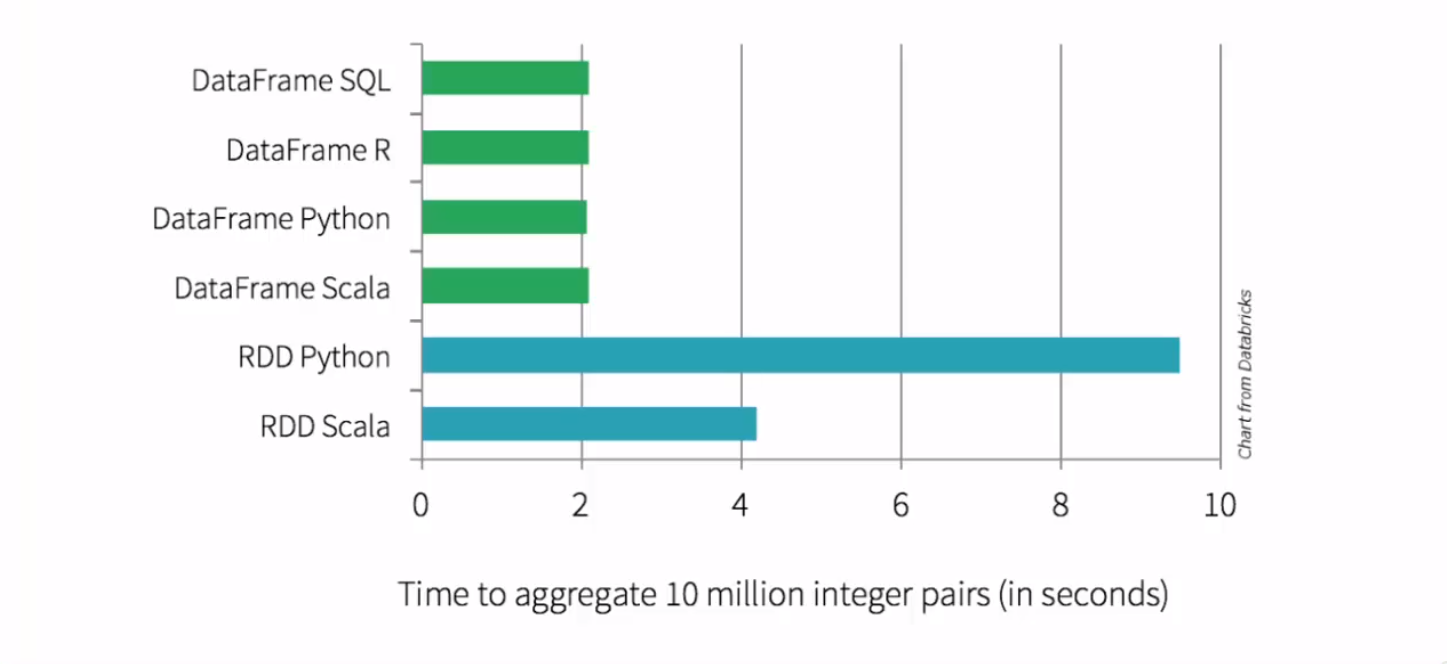 DataFrame SQL
DataFrame R
DataFrame Python
DataFrame Scala
RDD Python
RDD Scala
0 2 4 6 8 10
Time to aggregate 10 million integer pairs (in seconds)
Chart from Databricks